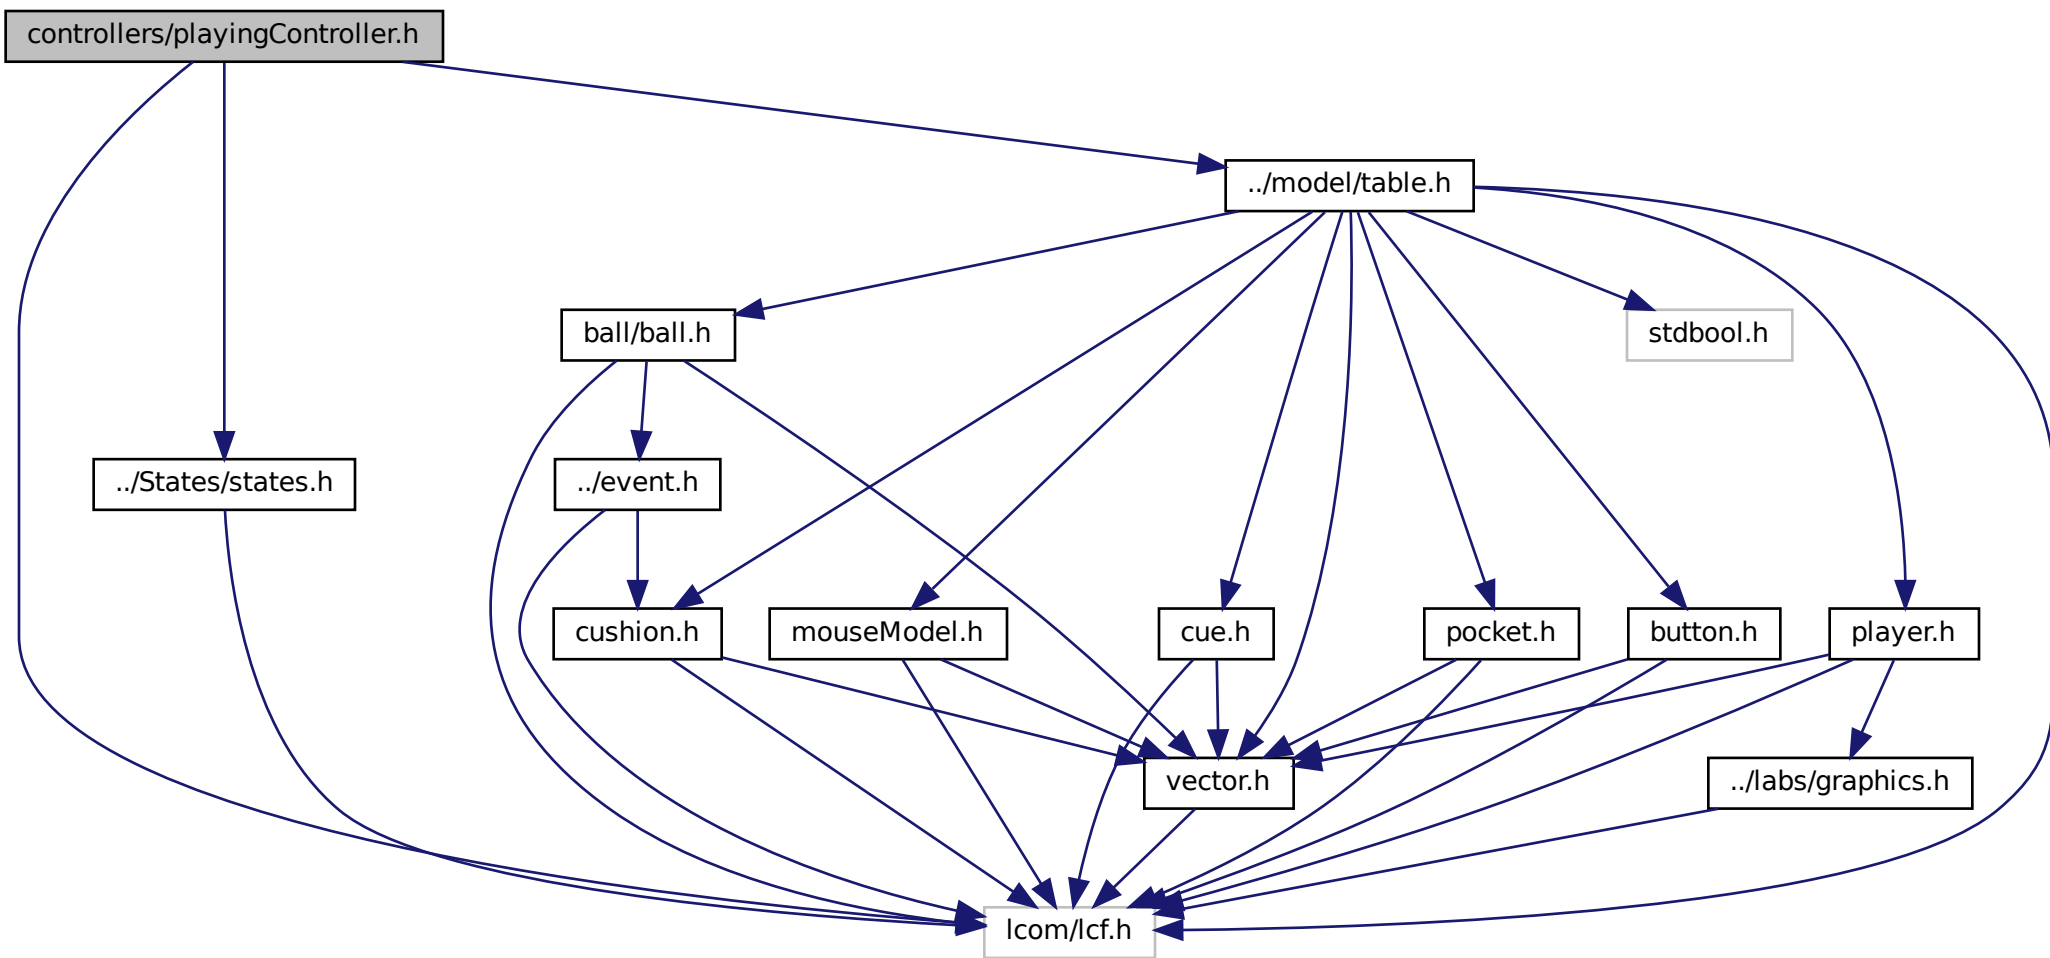 controllers/playingController.h
../model/table.h
ball/ball.h
stdbool.h
../States/states.h
../event.h
cushion.h
mouseModel.h
cue.h
pocket.h
button.h
player.h
vector.h
../labs/graphics.h
lcom/lcf.h